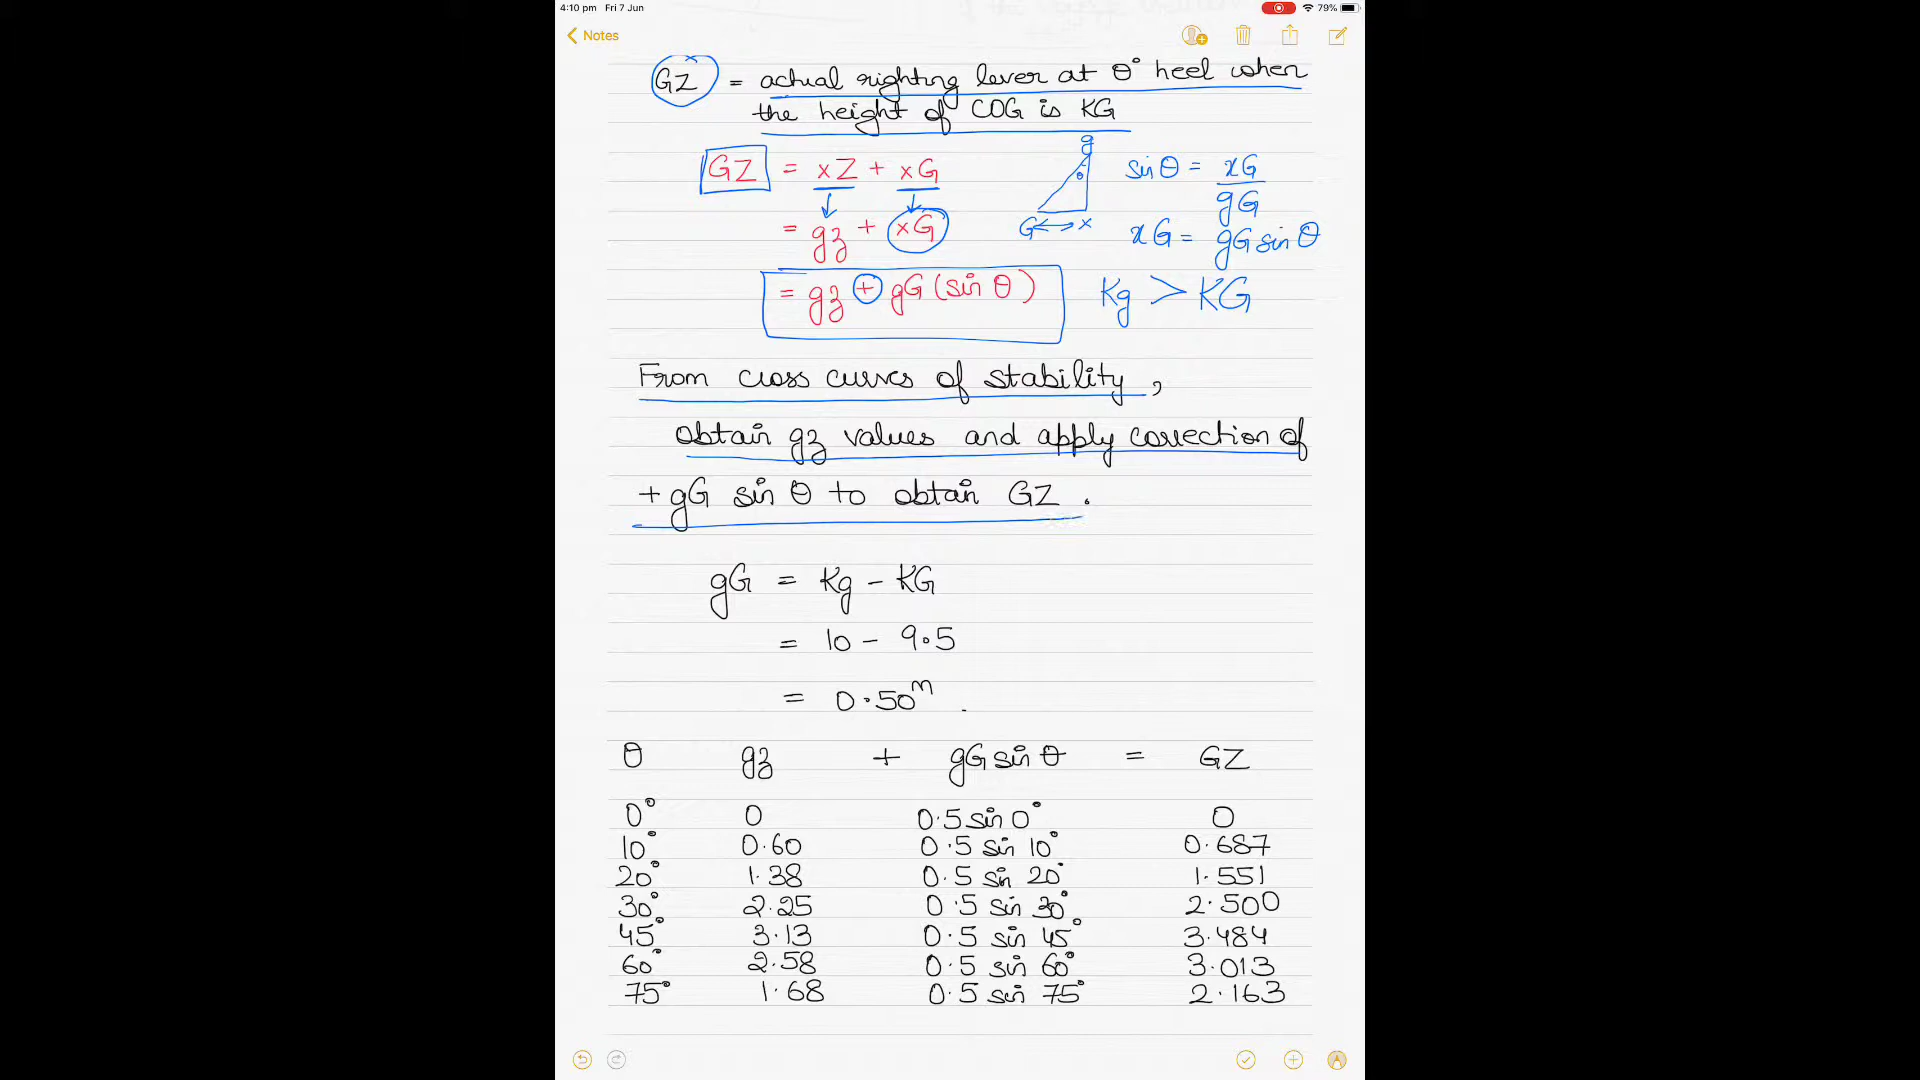 4:10 pm Fri 7 Jun 79%
Notes
GZ = actual righting lever at θ° heel when
the height of COG is KG
GZ = xZ + xG
= gz + xG
= gz + gG (sin θ)
g
θ
G x
sin θ = xG / gG
xG = gG sin θ
Kg > KG
From cross curves of stability,
obtain gz values and apply correction of
+ gG sin θ to obtain GZ.
gG = Kg - KG
= 10 - 9.5
= 0.50m
θ gz + gG sin θ = GZ
0° 0 0.5 sin 0° 0
10° 0.60 0.5 sin 10° 0.687
20° 1.38 0.5 sin 20° 1.551
30° 2.25 0.5 sin 30° 2.500
45° 3.13 0.5 sin 45° 3.484
60° 2.58 0.5 sin 60° 3.013
75° 1.68 0.5 sin 75° 2.163